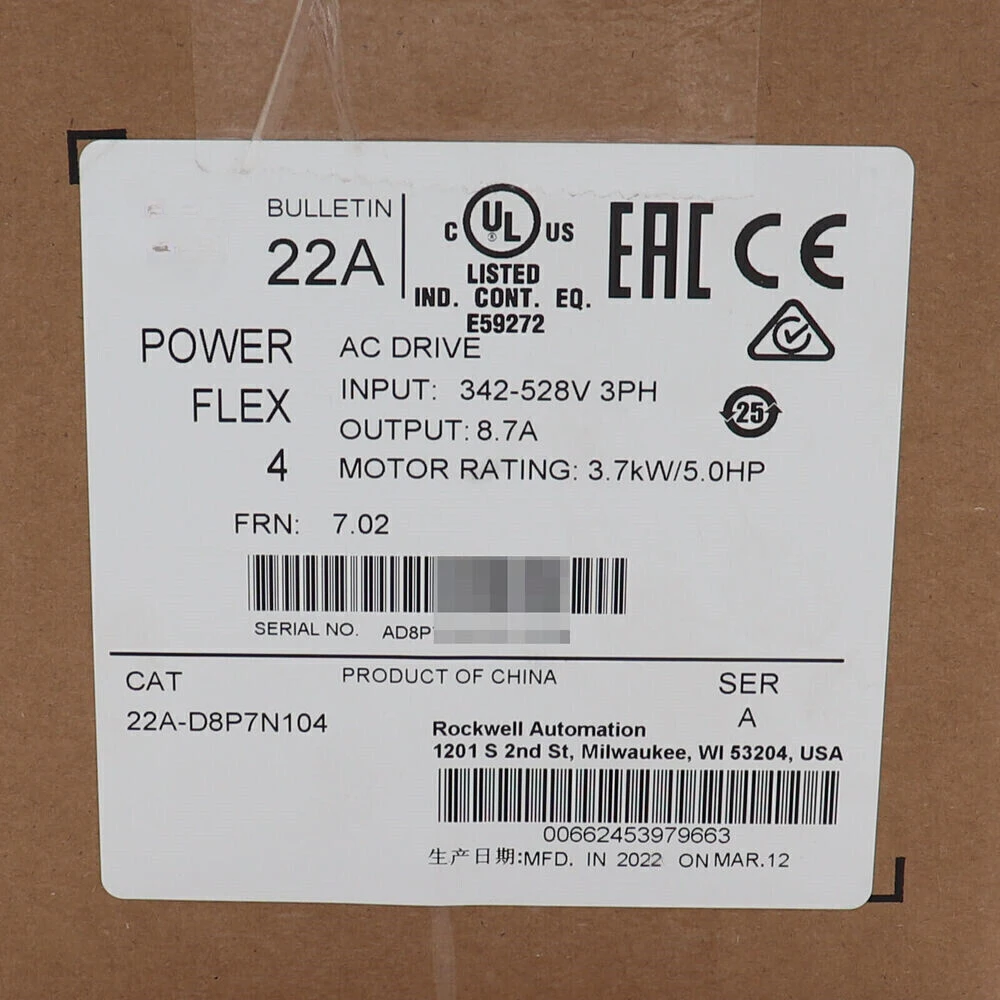 BULLETIN
22A
C UL ® US
LISTED
IND. CONT. EQ.
E59272
EAC CE
POWER
FLEX
4
AC DRIVE
INPUT: 342-528V 3PH
OUTPUT: 8.7A
MOTOR RATING: 3.7kW/5.0HP
25
FRN: 7.02
SERIAL NO. AD8P
CAT
22A-D8P7N104
PRODUCT OF CHINA
SER
A
Rockwell Automation
1201 S 2nd St, Milwaukee, WI 53204, USA
00662453979663
生产日期:MFD. IN 2022 ON MAR.12